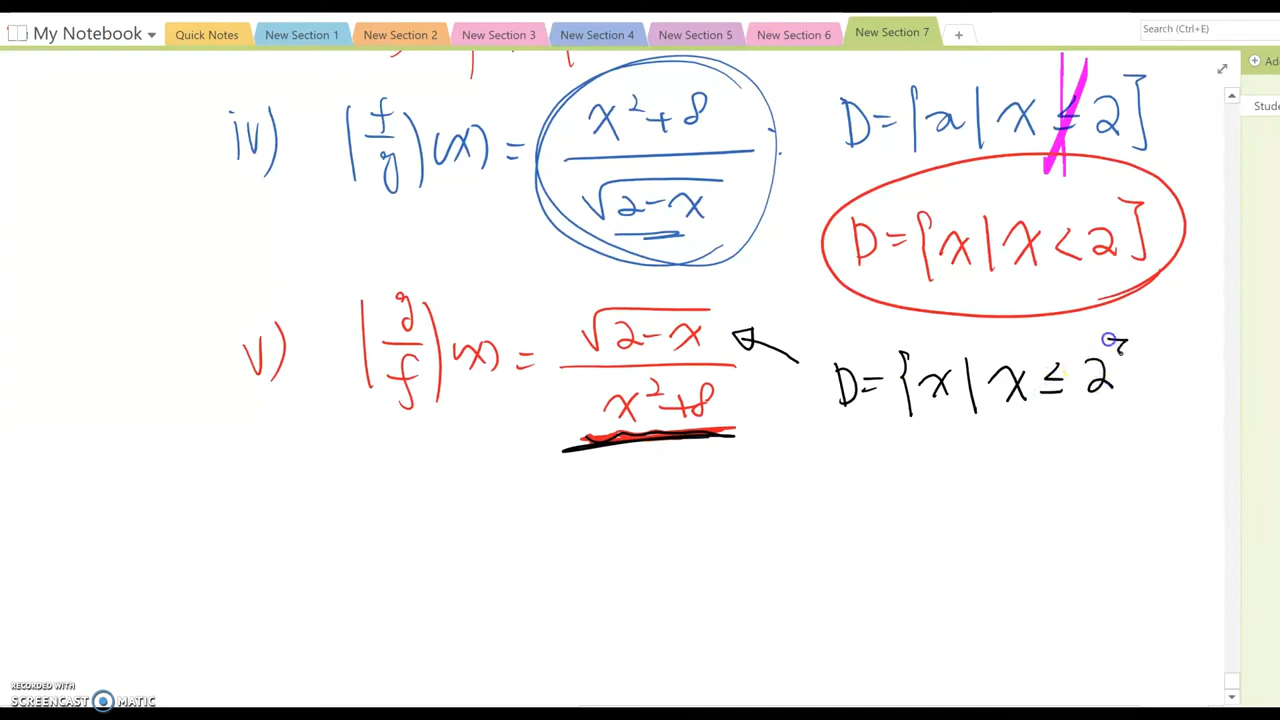 My Notebook
Quick Notes
New Section 1
New Section 2
New Section 3
New Section 4
New Section 5
New Section 6
New Section 7
Search (Ctrl+E)
Ad
Stude
iv) (f/g)(x) = x²+8 / √2-x
D={x | x ≤ 2}
D={x | x < 2}
v) (g/f)(x) = √2-x / x²+8
D={x | x ≤ 2
RECORDED WITH
SCREENCAST MATIC